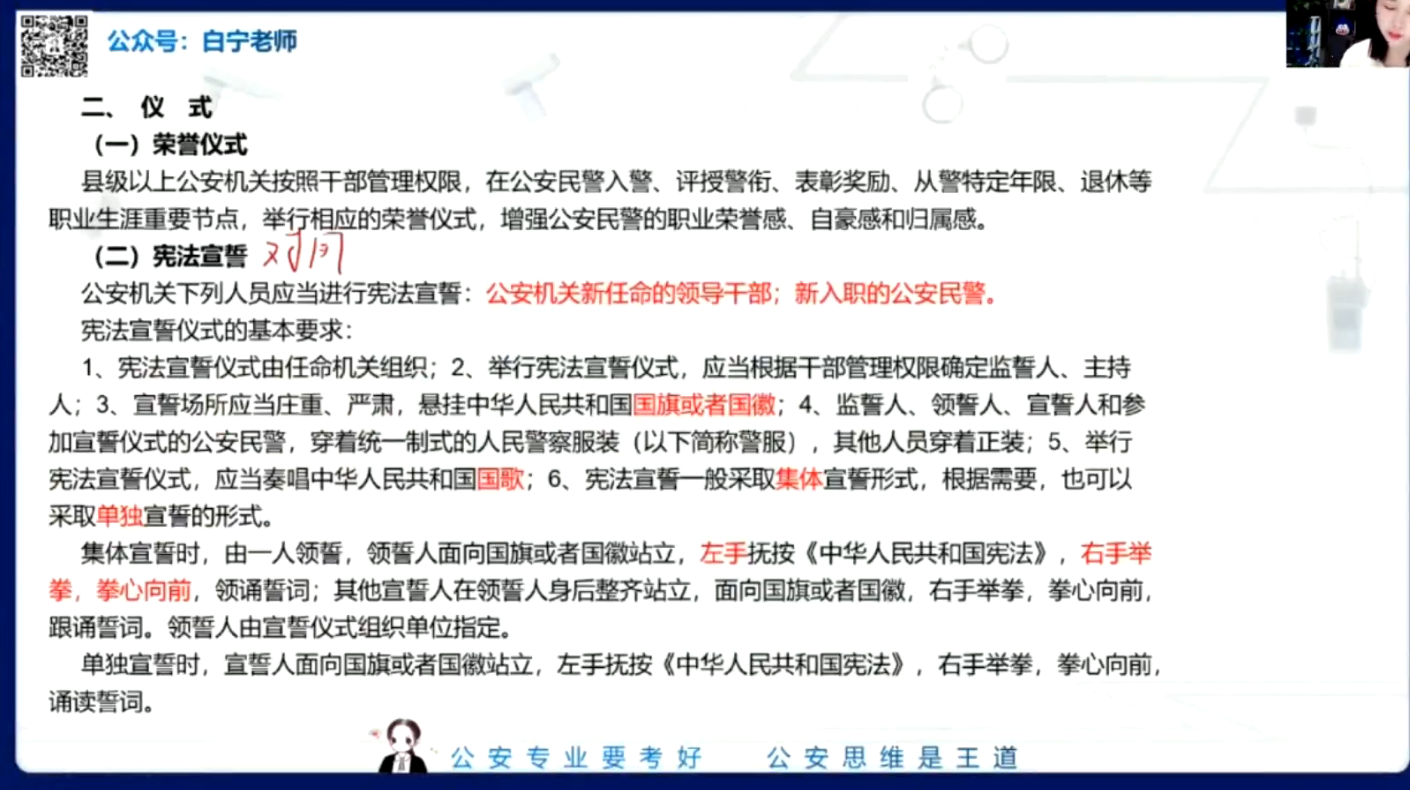 公众号：白宁老师
二、 仪 式
（一）荣誉仪式
县级以上公安机关按照干部管理权限，在公安民警入警、评授警衔、表彰奖励、从警特定年限、退休等
职业生涯重要节点，举行相应的荣誉仪式，增强公安民警的职业荣誉感、自豪感和归属感。
（二）宪法宣誓
公安机关下列人员应当进行宪法宣誓：公安机关新任命的领导干部；新入职的公安民警。
宪法宣誓仪式的基本要求：
1、宪法宣誓仪式由任命机关组织；2、举行宪法宣誓仪式，应当根据干部管理权限确定监誓人、主持
人；3、宣誓场所应当庄重、严肃，悬挂中华人民共和国国旗或者国徽；4、监誓人、领誓人、宣誓人和参
加宣誓仪式的公安民警，穿着统一制式的人民警察服装（以下简称警服），其他人员穿着正装；5、举行
宪法宣誓仪式，应当奏唱中华人民共和国国歌；6、宪法宣誓一般采取集体宣誓形式，根据需要，也可以
采取单独宣誓的形式。
集体宣誓时，由一人领誓，领誓人面向国旗或者国徽站立，左手抚按《中华人民共和国宪法》，右手举
拳，拳心向前，领诵誓词；其他宣誓人在领誓人身后整齐站立，面向国旗或者国徽，右手举拳，拳心向前，
跟诵誓词。领誓人由宣誓仪式组织单位指定。
单独宣誓时，宣誓人面向国旗或者国徽站立，左手抚按《中华人民共和国宪法》，右手举拳，拳心向前，
诵读誓词。
公安专业要考好 公安思维是王道